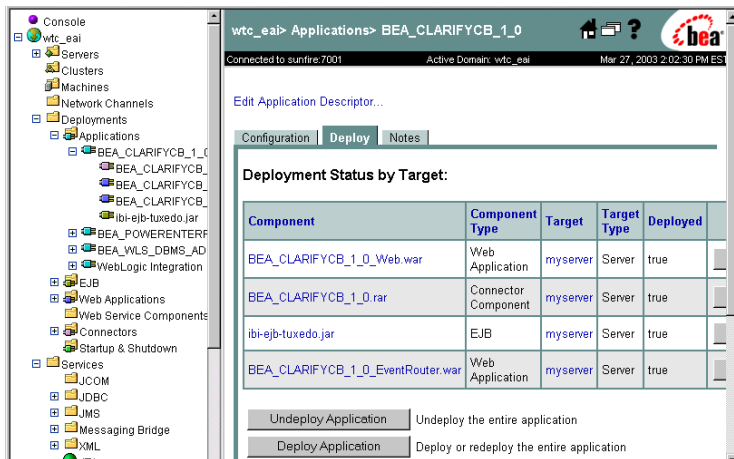 Console
wtc_eai
Servers
Clusters
Machines
Network Channels
Deployments
Applications
BEA_CLARIFYCB_1_(
BEA_CLARIFYCB_
BEA_CLARIFYCB_
BEA_CLARIFYCB_
ibi-ejb-tuxedo.jar
BEA_POWERENTERF
BEA_WLS_DBMS_AD
WebLogic Integration
EJB
Web Applications
Web Service Components
Connectors
Startup & Shutdown
Services
JCOM
JDBC
JMS
Messaging Bridge
XML
wtc_eai> Applications> BEA_CLARIFYCB_1_0
?
bea
Connected to sunfire:7001 Active Domain: wtc_eai Mar 27, 2003 2:02:30 PM EST
Edit Application Descriptor...
Configuration Deploy Notes
Deployment Status by Target:
Component Component Type Target Target Type Deployed
BEA_CLARIFYCB_1_0_Web.war Web Application myserver Server true
BEA_CLARIFYCB_1_0.rar Connector Component myserver Server true
ibi-ejb-tuxedo.jar EJB myserver Server true
BEA_CLARIFYCB_1_0_EventRouter.war Web Application myserver Server true
Undeploy Application Undeploy the entire application
Deploy Application Deploy or redeploy the entire application